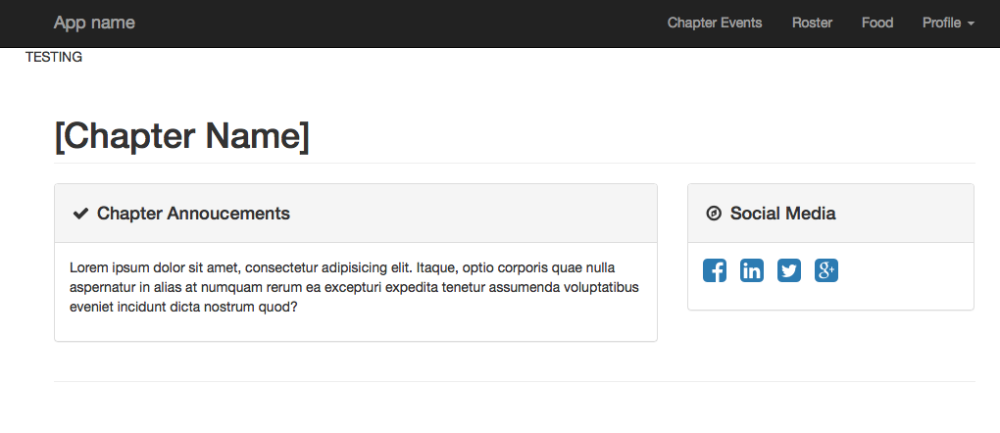 App name
Chapter Events Roster Food Profile
TESTING
[Chapter Name]
Chapter Annoucements
Social Media
Lorem ipsum dolor sit amet, consectetur adipisicing elit. Itaque, optio corporis quae nulla
aspernatur in alias at numquam rerum ea excepturi expedita tenetur assumenda voluptatibus
eveniet incidunt dicta nostrum quod?